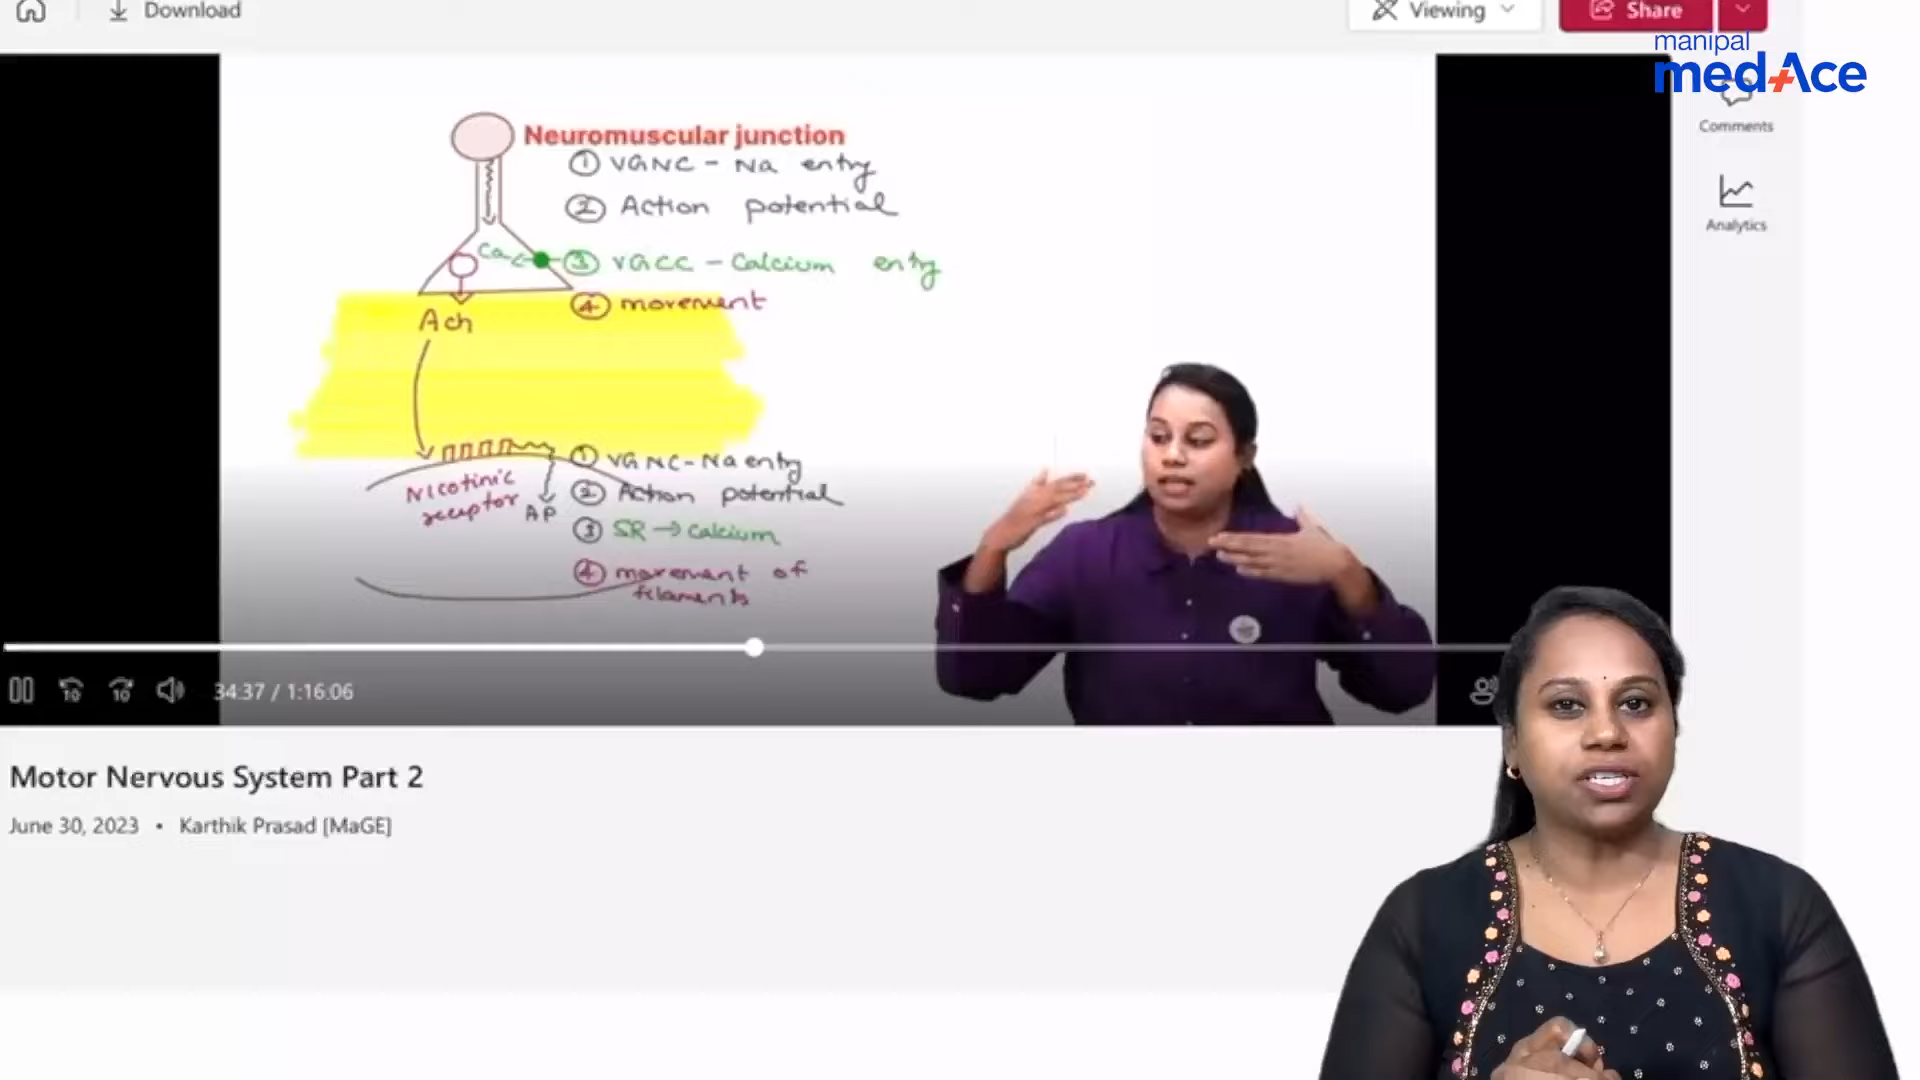 Download
Viewing
Share
manipal
medAce
Comments
Analytics
Neuromuscular junction
① VGNC - Na entry
② Action potential
Ca
③ VGCC - Calcium entry
④ movement
Ach
① VGNC-Na entry
Nicotinic
receptor
AP
② Action potential
③ SR → Calcium
④ movement of
filaments
10
10
34:37 / 1:16:06
Motor Nervous System Part 2
June 30, 2023 • Karthik Prasad [MaGE]